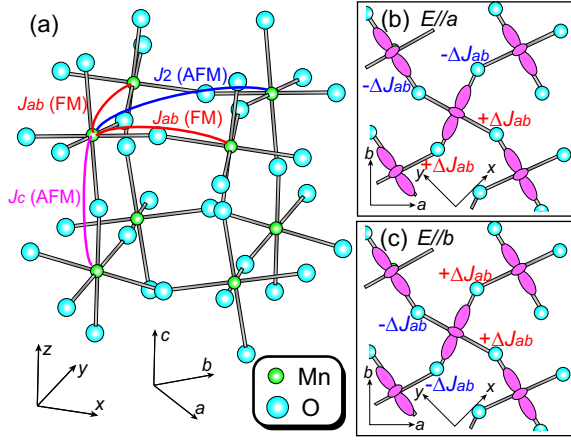 (a)
J2 (AFM)
Jab (FM)
Jab (FM)
Jc (AFM)
z
y
x
c
b
a
Mn
O
(b) E//a
-ΔJab
-ΔJab
+ΔJab
+ΔJab
b
y
x
a
(c) E//b
+ΔJab
-ΔJab
+ΔJab
-ΔJab
b
y
x
a